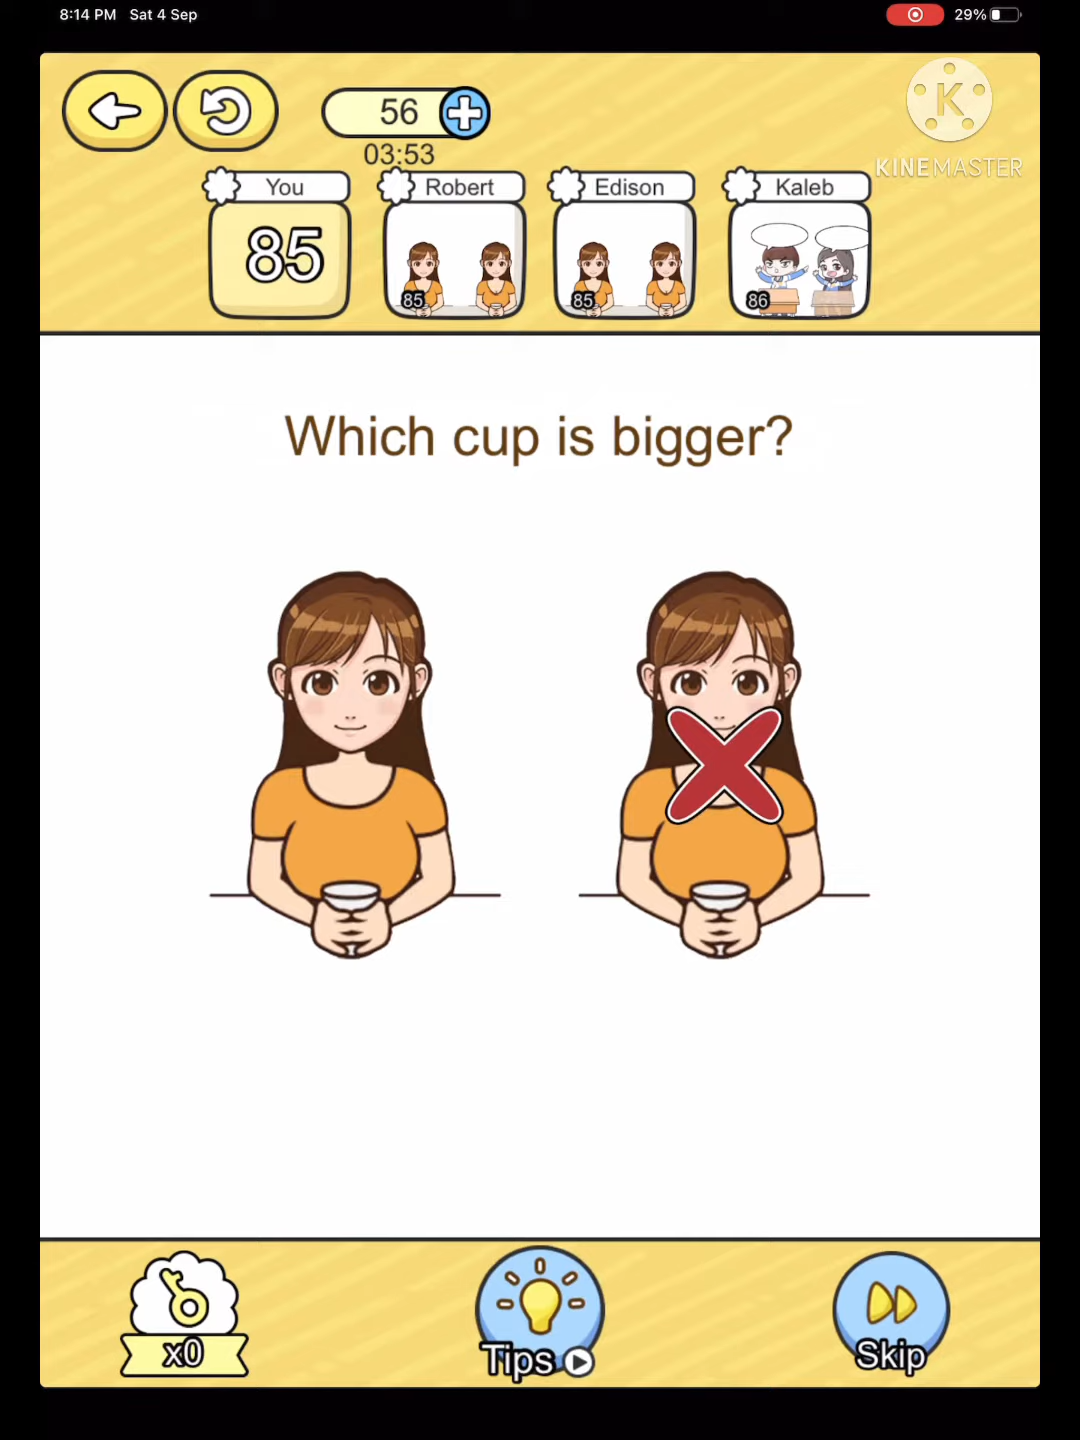 8:14 PM Sat 4 Sep
29%
56
03:53
K
KINEMASTER
You
Robert
Edison
Kaleb
85
85
85
86
Which cup is bigger?
x0
Tips
Skip